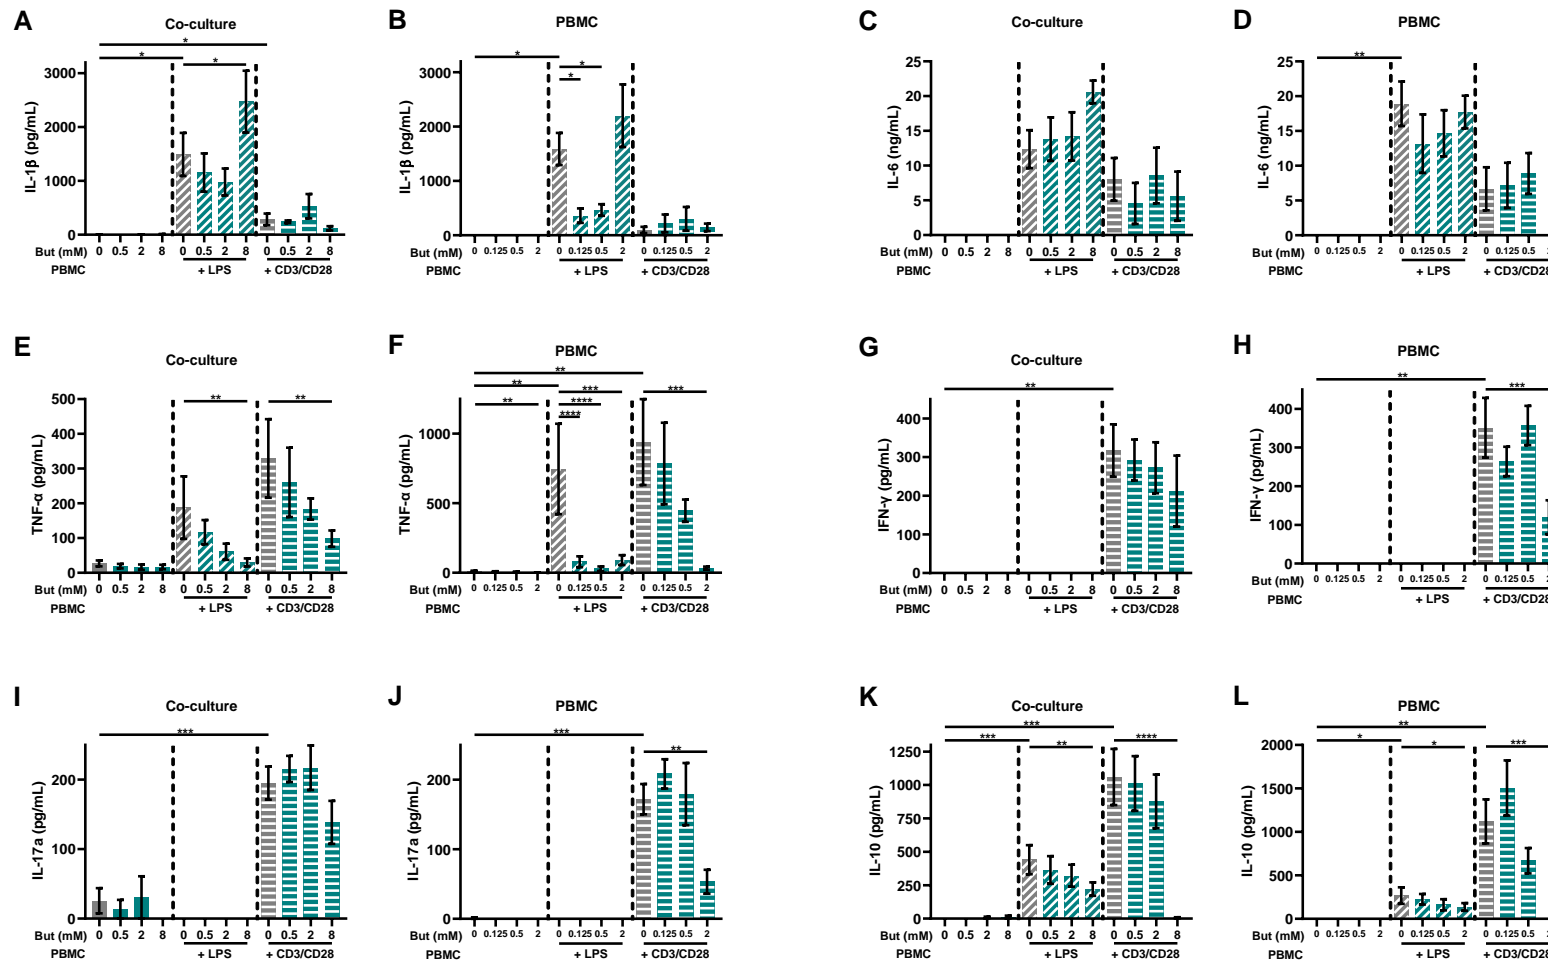 A
Co-culture
*
*
*
IL-1β (pg/mL)
3000
2000
1000
0
But (mM) 0 0.5 2 8 0 0.5 2 8 0 0.5 2 8
PBMC + LPS + CD3/CD28
B
PBMC
*
*
*
IL-1β (pg/mL)
3000
2000
1000
0
But (mM) 0 0.125 0.5 2 0 0.125 0.5 2 0 0.125 0.5 2
PBMC + LPS + CD3/CD28
C
Co-culture
IL-6 (ng/mL)
25
20
15
10
5
0
But (mM) 0 0.5 2 8 0 0.5 2 8 0 0.5 2 8
PBMC + LPS + CD3/CD28
D
PBMC
**
IL-6 (ng/mL)
25
20
15
10
5
0
But (mM) 0 0.125 0.5 2 0 0.125 0.5 2 0 0.125 0.5 2
PBMC + LPS + CD3/CD28
E
Co-culture
** **
TNF-α (pg/mL)
500
400
300
200
100
0
But (mM) 0 0.5 2 8 0 0.5 2 8 0 0.5 2 8
PBMC + LPS + CD3/CD28
F
PBMC
**
**
*** ***
** ****
****
TNF-α (pg/mL)
1000
500
0
But (mM) 0 0.125 0.5 2 0 0.125 0.5 2 0 0.125 0.5 2
PBMC + LPS + CD3/CD28
G
Co-culture
**
IFN-γ (pg/mL)
400
300
200
100
0
But (mM) 0 0.5 2 8 0 0.5 2 8 0 0.5 2 8
PBMC + LPS + CD3/CD28
H
PBMC
**
***
IFN-γ (pg/mL)
400
300
200
100
0
But (mM) 0 0.125 0.5 2 0 0.125 0.5 2 0 0.125 0.5 2
PBMC + LPS + CD3/CD28
I
Co-culture
***
IL-17a (pg/mL)
200
100
0
But (mM) 0 0.5 2 8 0 0.5 2 8 0 0.5 2 8
PBMC + LPS + CD3/CD28
J
PBMC
***
**
IL-17a (pg/mL)
200
100
0
But (mM) 0 0.125 0.5 2 0 0.125 0.5 2 0 0.125 0.5 2
PBMC + LPS + CD3/CD28
K
Co-culture
***
*** ****
**
IL-10 (pg/mL)
1250
1000
750
500
250
0
But (mM) 0 0.5 2 8 0 0.5 2 8 0 0.5 2 8
PBMC + LPS + CD3/CD28
L
PBMC
**
*
* ***
IL-10 (pg/mL)
2000
1500
1000
500
0
But (mM) 0 0.125 0.5 2 0 0.125 0.5 2 0 0.125 0.5 2
PBMC + LPS + CD3/CD28